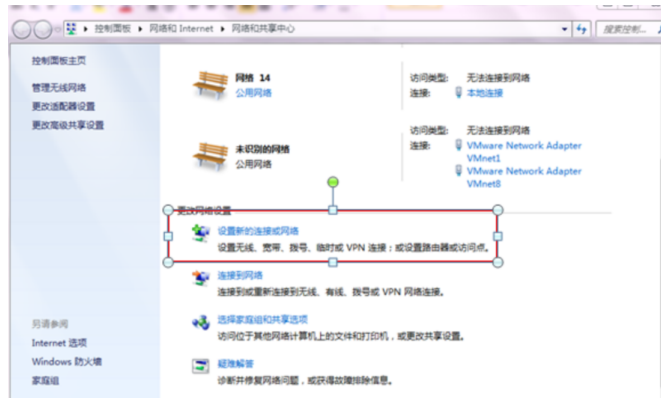 控制面板 ▸ 网络和 Internet ▸ 网络和共享中心
搜索控制...
控制面板主页
管理无线网络
更改适配器设置
更改高级共享设置
网络 14
公用网络
访问类型: 无法连接到网络
连接: 本地连接
未识别的网络
公用网络
访问类型: 无法连接到网络
连接: VMware Network Adapter
VMnet1
VMware Network Adapter
VMnet8
更改网络设置
设置新的连接或网络
设置无线、宽带、拨号、临时或 VPN 连接；或设置路由器或访问点。
连接到网络
连接到或重新连接到无线、有线、拨号或 VPN 网络连接。
选择家庭组和共享选项
访问位于其他网络计算机上的文件和打印机，或更改共享设置。
疑难解答
诊断并修复网络问题，或获得故障排除信息。
另请参阅
Internet 选项
Windows 防火墙
家庭组